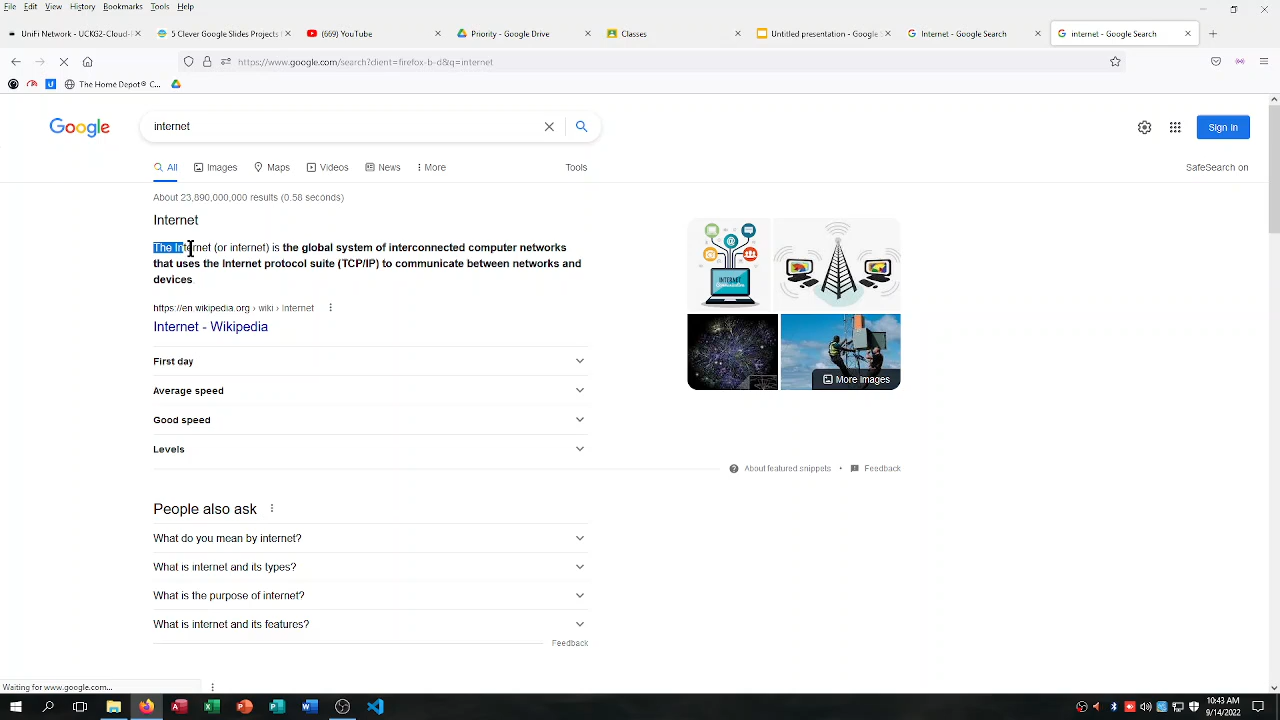 File Edit View History Bookmarks Tools Help
UniFi Network - UCKG2-Cloud-
5 Clever Google Slides Projects
(669) YouTube
Priority - Google Drive
Classes
Untitled presentation - Google
Internet - Google Search
internet - Google Search
https://www.google.com/search?client=firefox-b-d&q=internet
The Home Depot® C...
Google
internet
Sign in
All Images Maps Videos News More Tools
SafeSearch on
About 23,890,000,000 results (0.58 seconds)
Internet
The Internet (or internet) is the global system of interconnected computer networks
that uses the Internet protocol suite (TCP/IP) to communicate between networks and
devices
https://en.wikipedia.org › wiki › Internet
Internet - Wikipedia
First day
Average speed
Good speed
Levels
INTERNET
More Images
About featured snippets • Feedback
People also ask
What do you mean by internet?
What is internet and its types?
What is the purpose of internet?
What is internet and its features?
Feedback
Waiting for www.google.com...
10:43 AM
9/14/2022